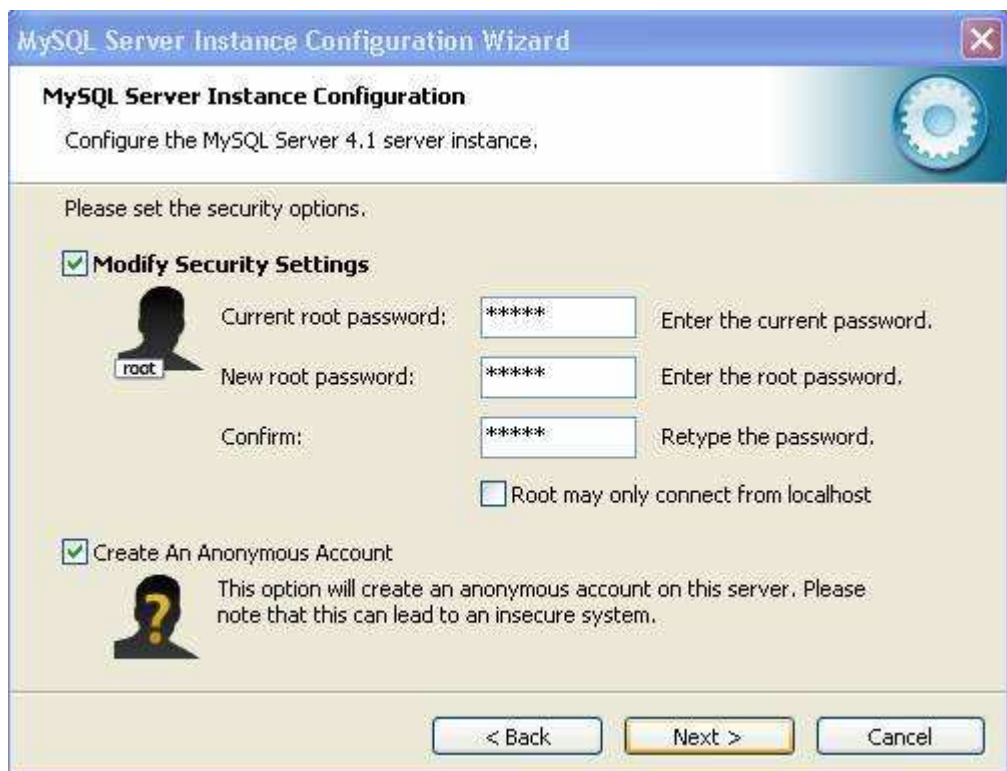 MySQL Server Instance Configuration Wizard
MySQL Server Instance Configuration
Configure the MySQL Server 4.1 server instance.
Please set the security options.
Modify Security Settings
root
Current root password: ***** Enter the current password.
New root password: ***** Enter the root password.
Confirm: ***** Retype the password.
Root may only connect from localhost
Create An Anonymous Account
This option will create an anonymous account on this server. Please
note that this can lead to an insecure system.
< Back Next > Cancel